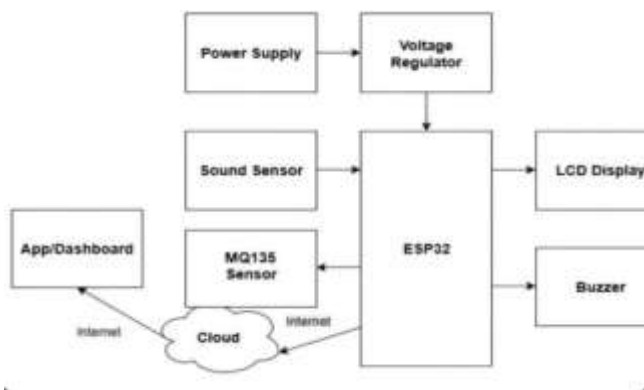 Power Supply
Voltage
Regulator
Sound Sensor
LCD Display
ESP32
App/Dashboard
MQ135
Sensor
Buzzer
Internet
Internet
Cloud